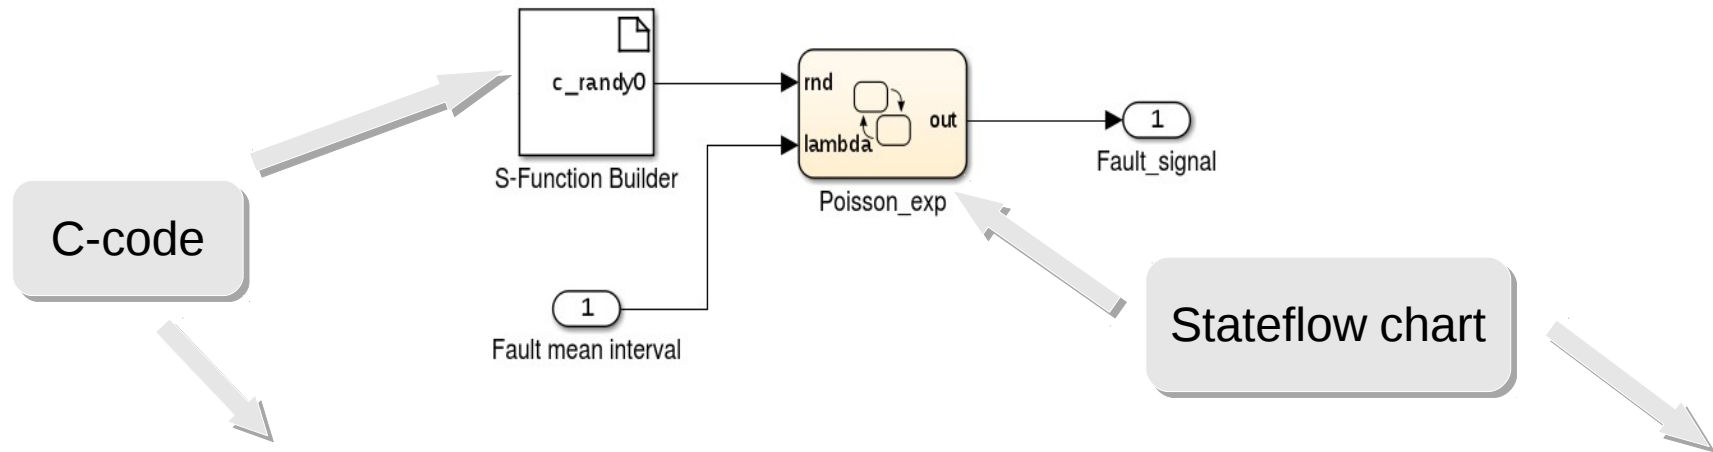 c_randy0
S-Function Builder
rnd
lambda
out
Poisson_exp
1
Fault_signal
C-code
1
Fault mean interval
Stateflow chart